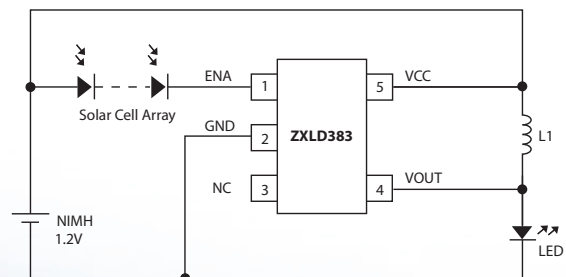 ENA
VCC
1
5
Solar Cell Array
GND
2
ZXLD383
L1
NC
3
4
VOUT
NIMH
1.2V
LED